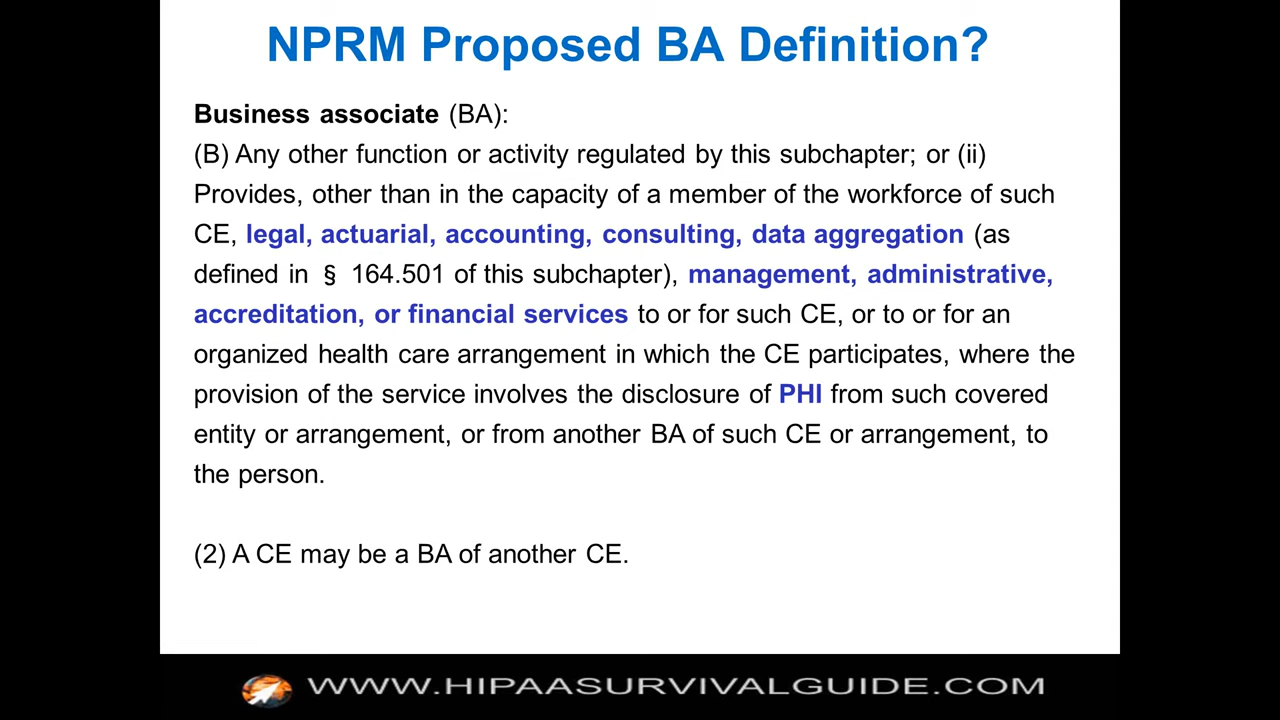 NPRM Proposed BA Definition?
Business associate (BA):
(B) Any other function or activity regulated by this subchapter; or (ii)
Provides, other than in the capacity of a member of the workforce of such
CE, legal, actuarial, accounting, consulting, data aggregation (as
defined in § 164.501 of this subchapter), management, administrative,
accreditation, or financial services to or for such CE, or to or for an
organized health care arrangement in which the CE participates, where the
provision of the service involves the disclosure of PHI from such covered
entity or arrangement, or from another BA of such CE or arrangement, to
the person.
(2) A CE may be a BA of another CE.
WWW.HIPAASURVIVALGUIDE.COM